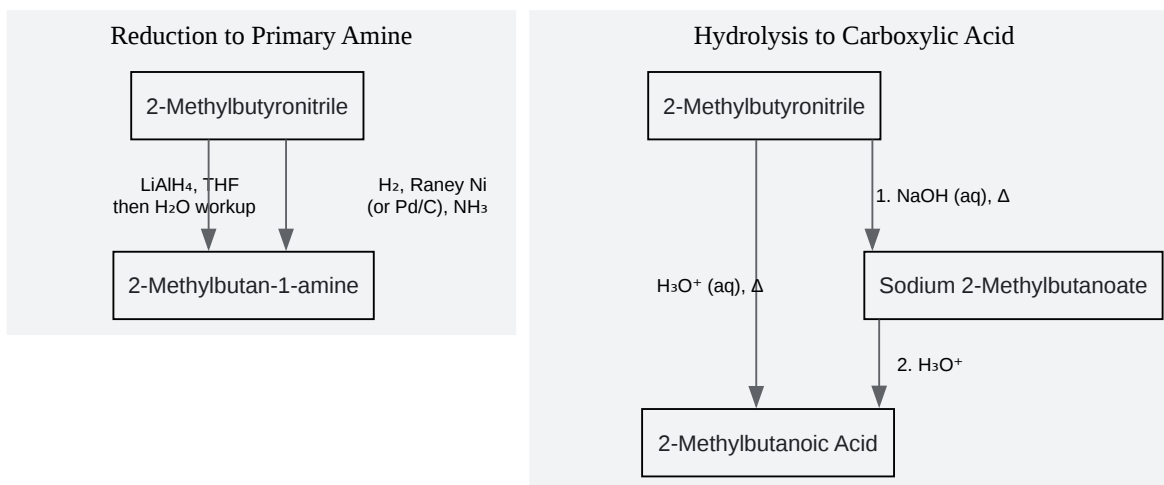 Reduction to Primary Amine
2-Methylbutyronitrile
LiAlH₄, THF
then H₂O workup
H₂, Raney Ni
(or Pd/C), NH₃
2-Methylbutan-1-amine
Hydrolysis to Carboxylic Acid
2-Methylbutyronitrile
1. NaOH (aq), Δ
H₃O⁺ (aq), Δ
Sodium 2-Methylbutanoate
2. H₃O⁺
2-Methylbutanoic Acid